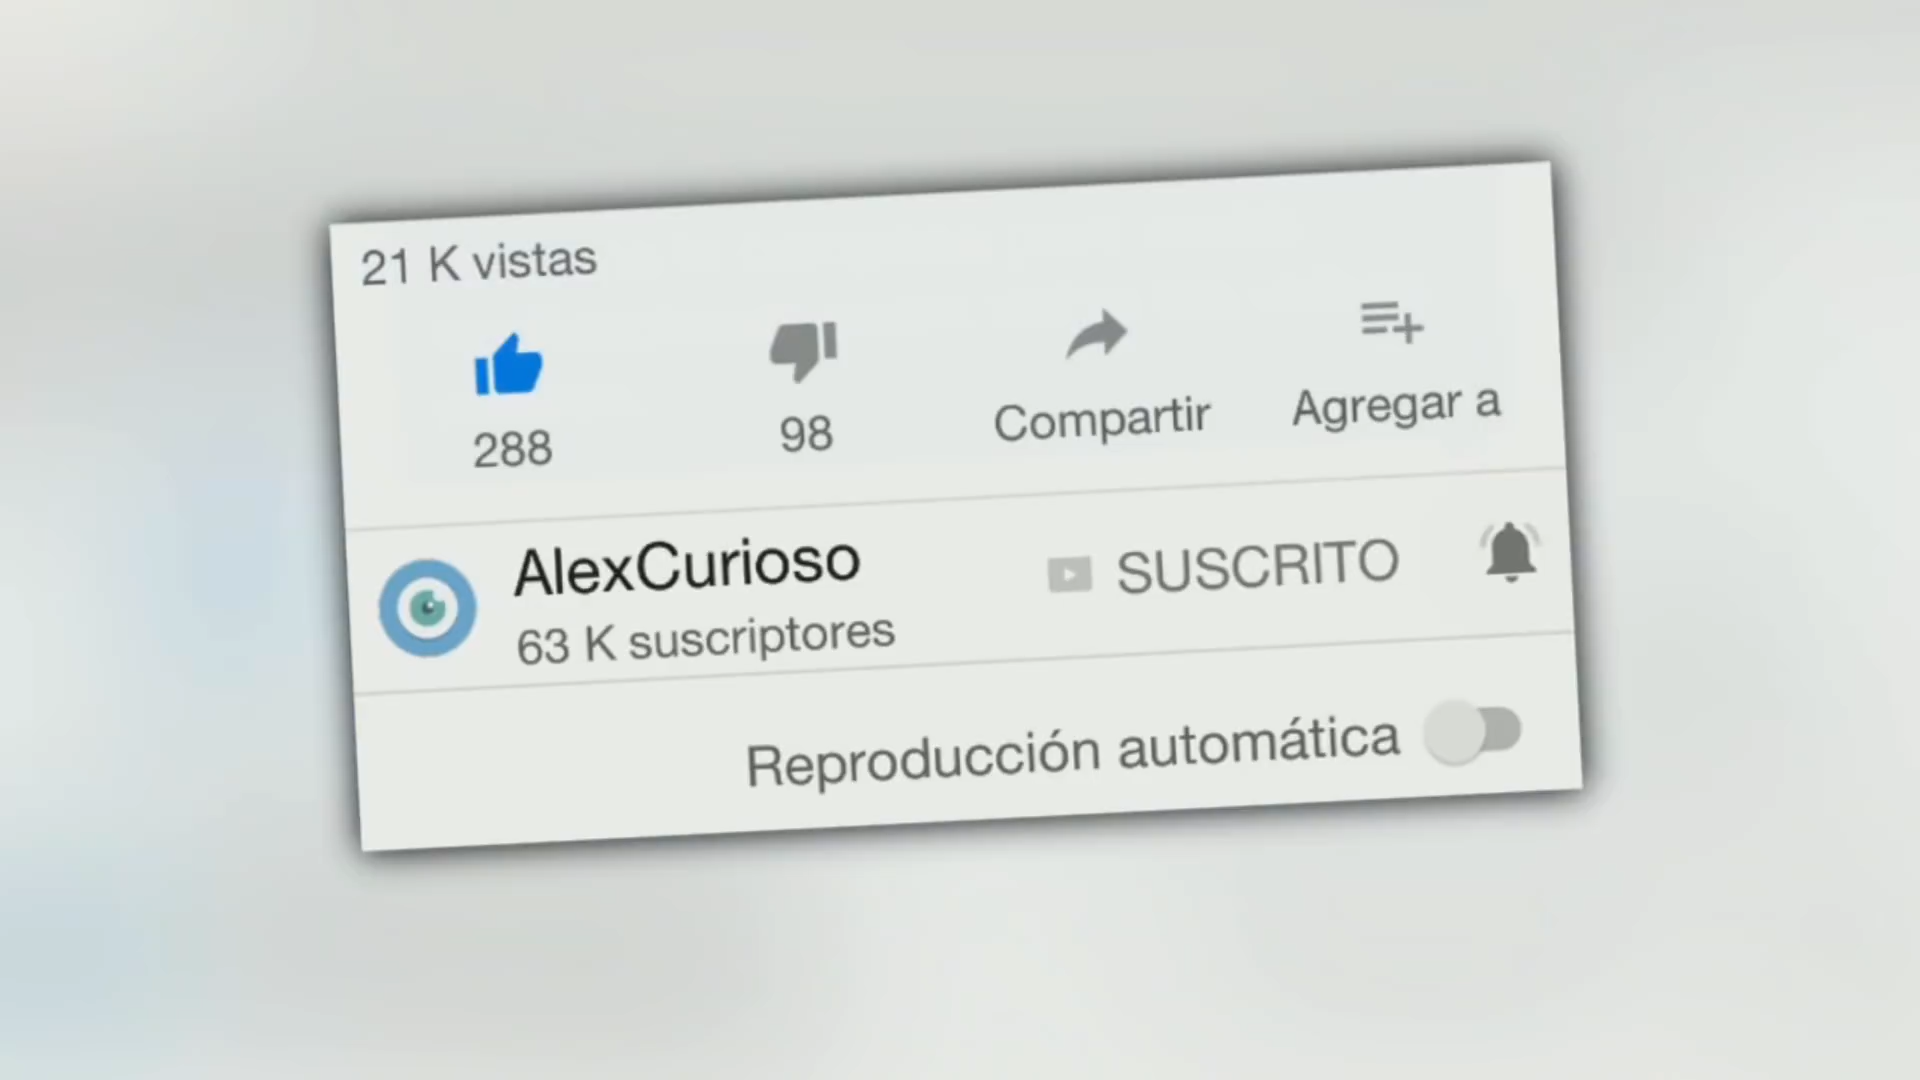 21 K vistas
288
98
Compartir
Agregar a
AlexCurioso
SUSCRITO
63 K suscriptores
Reproducción automática